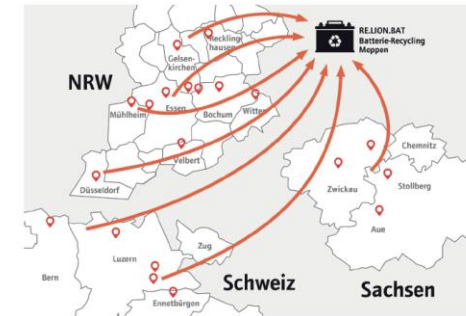 RE.LION.BAT
Batterie-Recycling
Meppen
Reckling
hausen
Gelsen-
kirchen
NRW
Essen
Bochum
Witten
Mühlheim
Velbert
Düsseldorf
Chemnitz
Zwickau
Stollberg
Aue
Zug
Luzern
Bern
Schweiz
Sachsen
Ennetbürgen